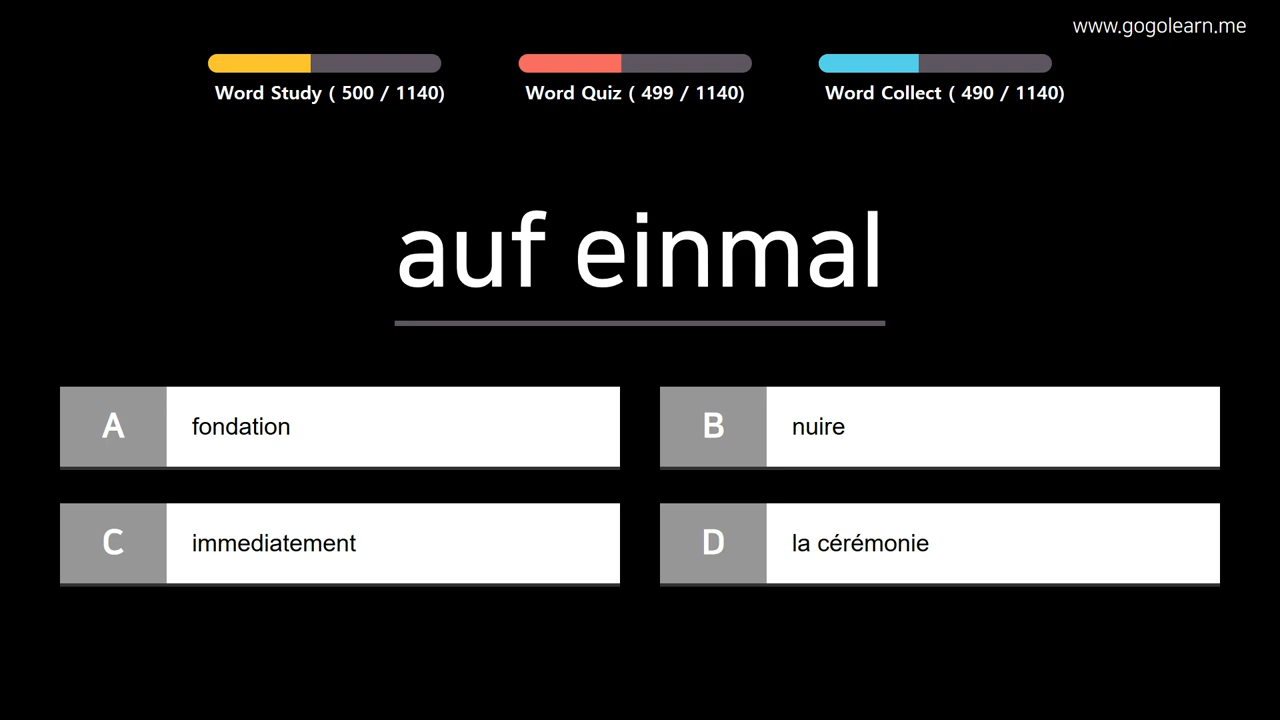 www.gogolearn.me
Word Study ( 500 / 1140)
Word Quiz ( 499 / 1140)
Word Collect ( 490 / 1140)
auf einmal
A
fondation
B
nuire
C
immediatement
D
la cérémonie